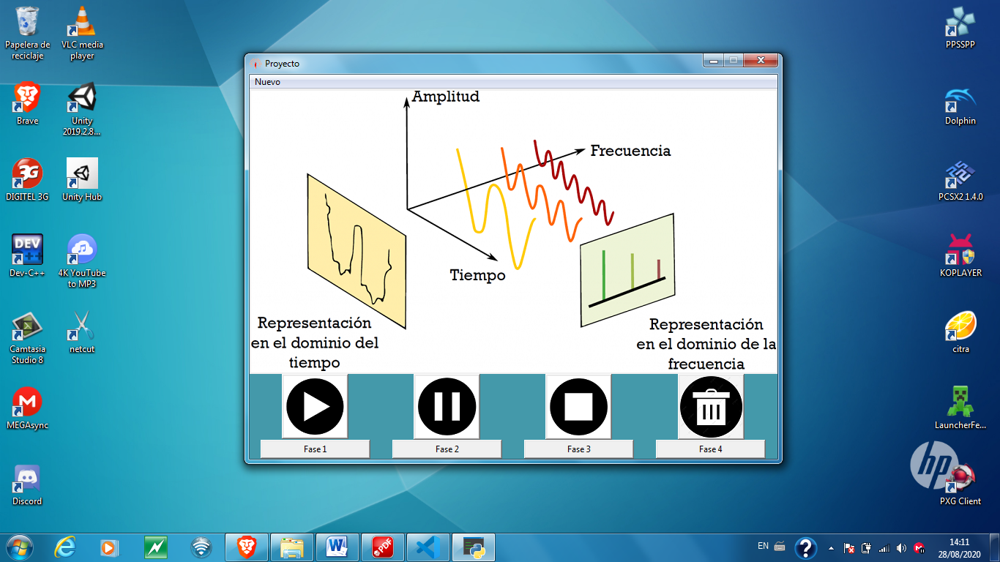 Papelera de
reciclaje
VLC media
player
Brave
Unity
2019.2.8...
DIGITEL 3G
Unity Hub
DEV
Dev-C++
4K YouTube
to MP3
Camtasia
Studio 8
netcut
MEGAsync
Discord
Proyecto
Nuevo
Amplitud
Frecuencia
Tiempo
Representación
en el dominio del
tiempo
Representación
en el dominio de la
frecuencia
Fase 1
Fase 2
Fase 3
Fase 4
PPSSPP
Dolphin
PCSX2 1.4.0
KOPLAYER
citra
LauncherFe...
hp
PXG Client
PDF
EN
14:11
28/08/2020